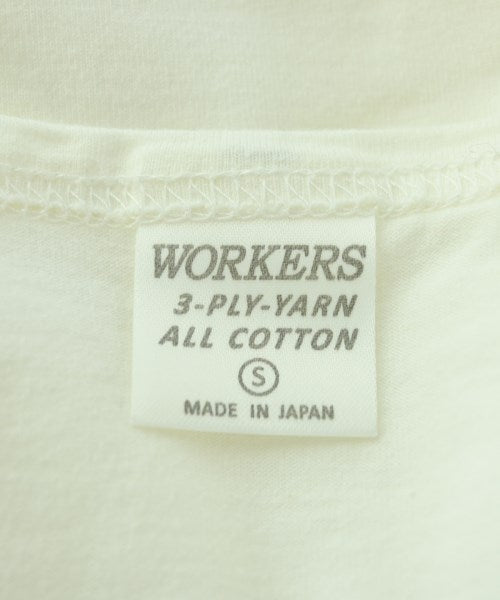 WORKERS
3-PLY-YARN
ALL COTTON
S
MADE IN JAPAN